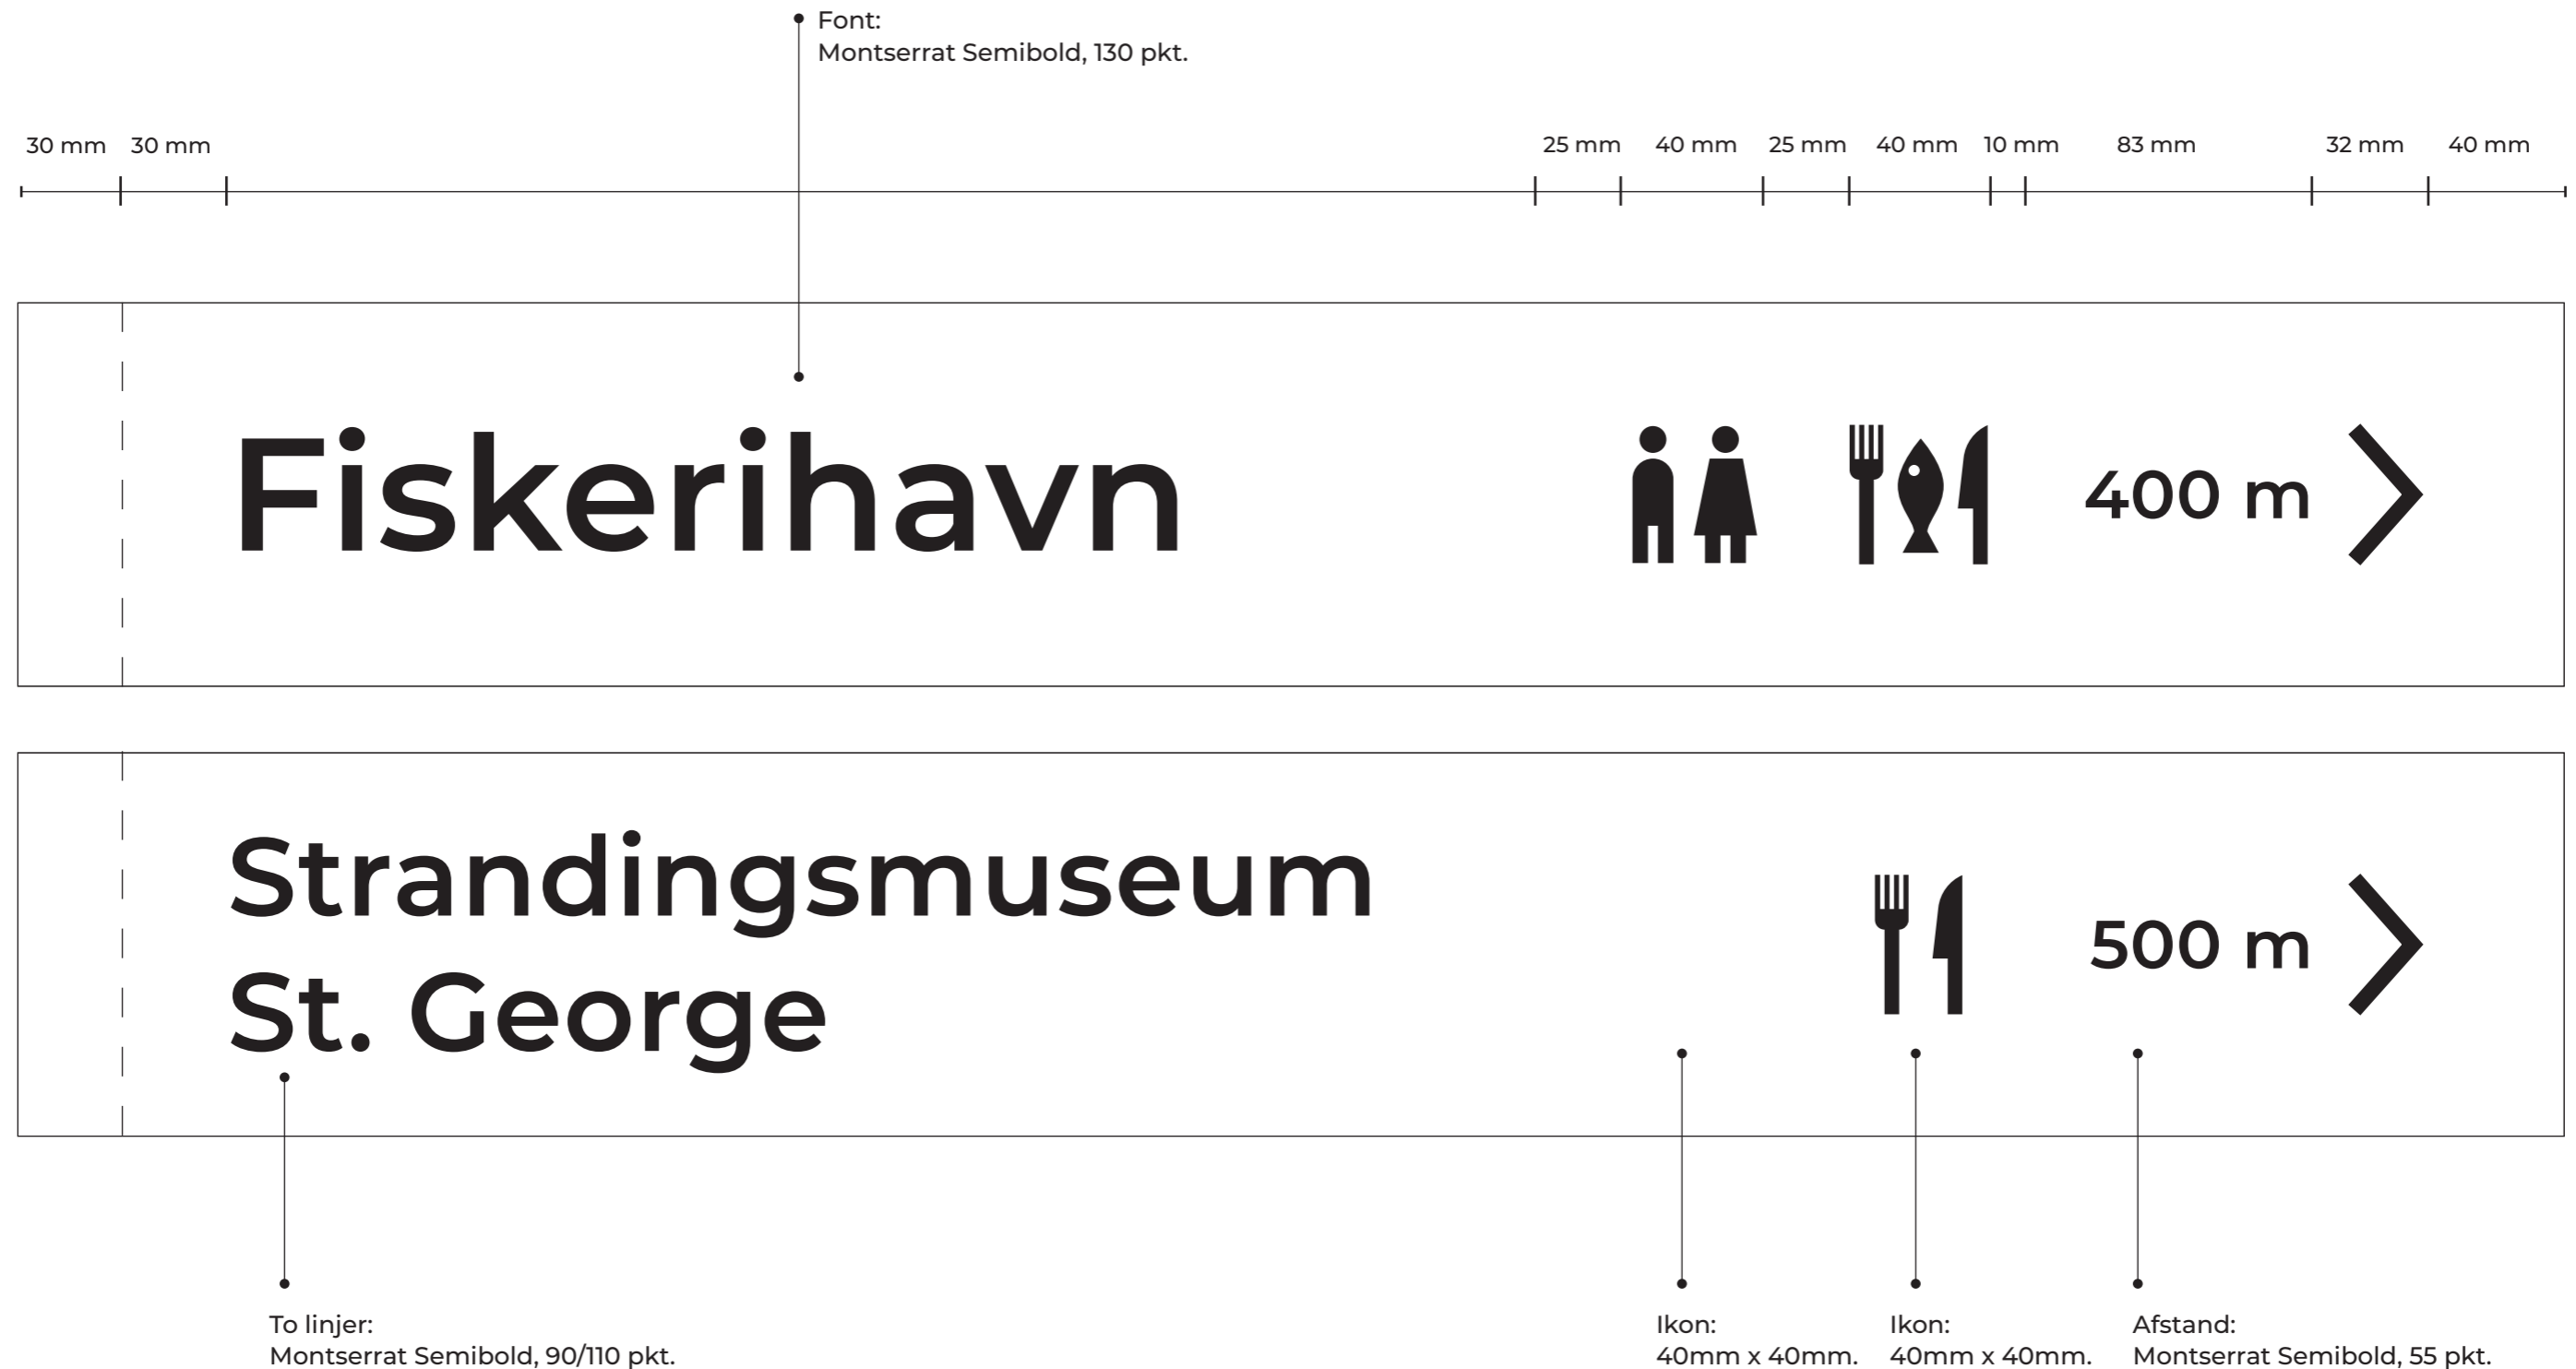 Font:
Montserrat Semibold, 130 pkt.
30 mm 30 mm 25 mm 40 mm 25 mm 40 mm 10 mm 83 mm 32 mm 40 mm
Fiskerihavn 400 m
Strandingsmuseum
St. George
500 m
To linjer:
Montserrat Semibold, 90/110 pkt.
Ikon:
40mm x 40mm.
Ikon:
40mm x 40mm.
Afstand:
Montserrat Semibold, 55 pkt.